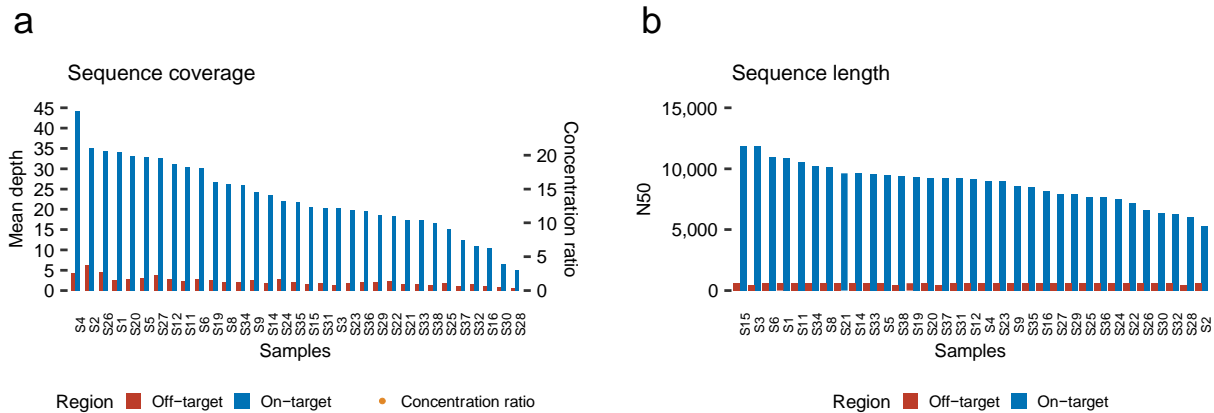 a
Sequence coverage
45
40
35
30
25
20
15
10
5
0
Mean depth
20
15
10
5
0
Concentration ratio
S4 S2 S26 S1 S20 S5 S27 S12 S11 S6 S19 S8 S34 S9 S14 S24 S35 S15 S31 S3 S23 S36 S29 S22 S21 S33 S38 S25 S37 S32 S16 S30 S28
Samples
Region Off-target On-target Concentration ratio
b
Sequence length
15,000
10,000
5,000
0
N50
S15 S3 S6 S1 S11 S34 S8 S21 S14 S33 S5 S38 S19 S20 S37 S31 S12 S4 S23 S9 S35 S16 S27 S29 S25 S36 S24 S22 S26 S30 S32 S28 S2
Samples
Region Off-target On-target